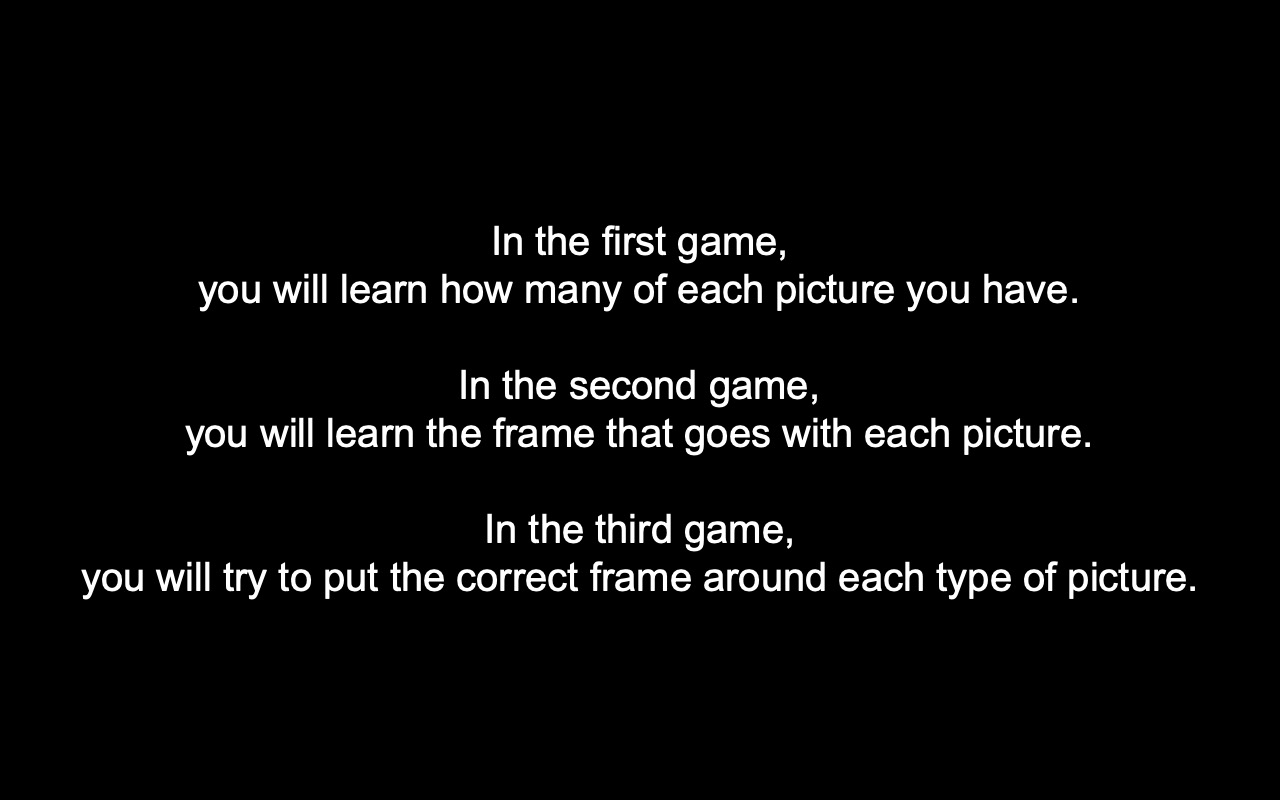 In the first game,
you will learn how many of each picture you have.
In the second game,
you will learn the frame that goes with each picture.
In the third game,
you will try to put the correct frame around each type of picture.